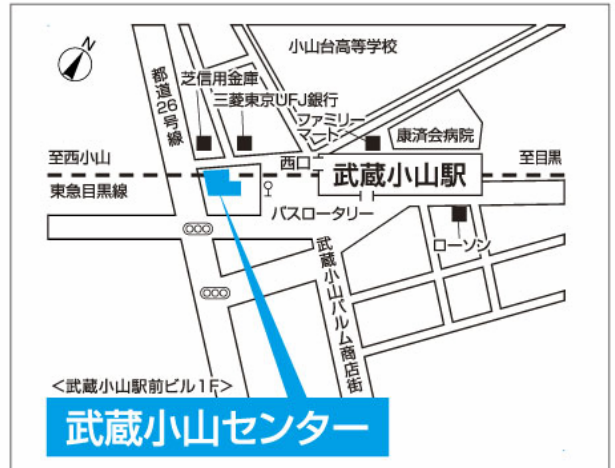 N
小山台高等学校
芝信用金庫
三菱東京UFJ銀行
都道26号線
ファミリー
マート
康済会病院
至西小山
西口
武蔵小山駅
至目黒
東急目黒線
バスロータリー
ローソン
武蔵小山パルム商店街
<武蔵小山駅前ビル1F>
武蔵小山センター